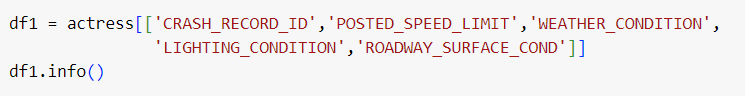 df1 = actress[['CRASH_RECORD_ID','POSTED_SPEED_LIMIT','WEATHER_CONDITION',
'LIGHTING_CONDITION','ROADWAY_SURFACE_COND']]
df1.info()